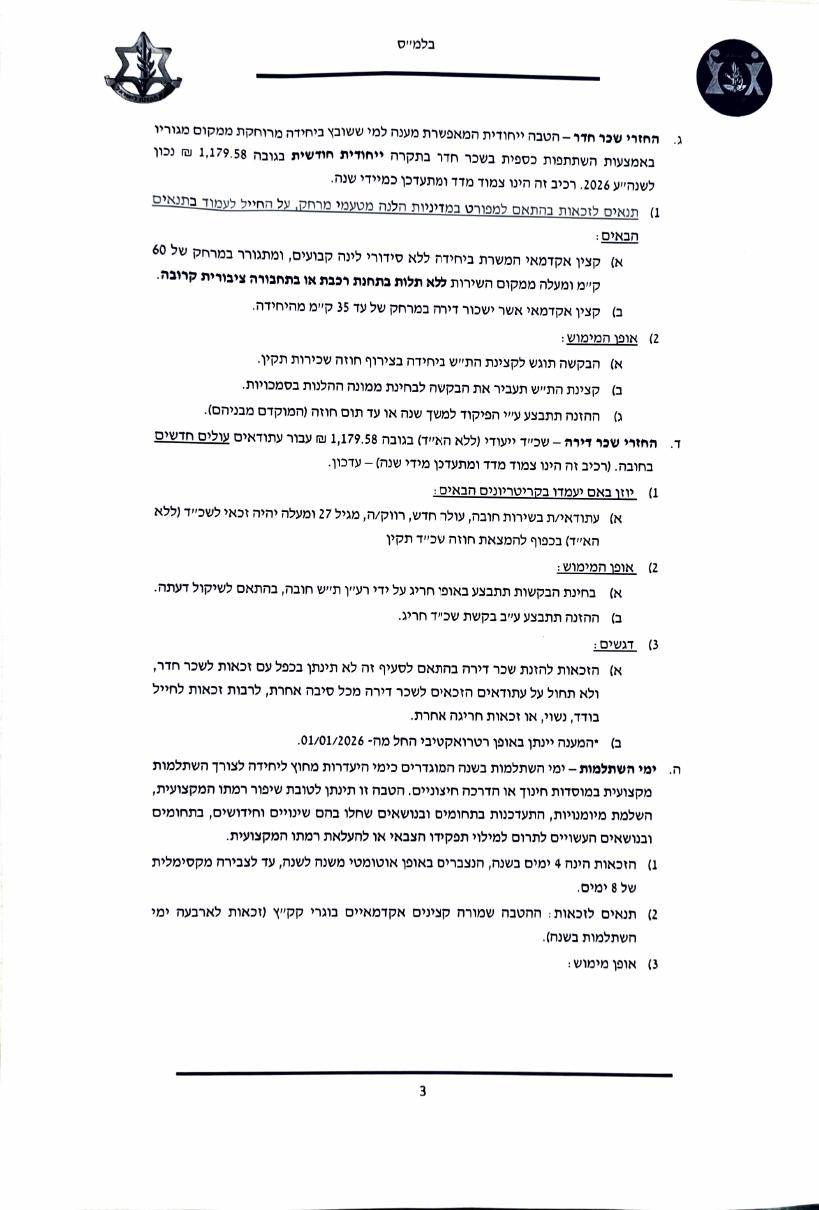 בלמ"ס
ג. החזרי שכר חדר – הטבה ייחודית המאפשרת מענה למי ששובץ ביחידה מרוחקת ממקום מגוריו
באמצעות השתתפות כספית בשכר חדר בתקרה ייחודית חודשית בגובה 1,179.58 ₪ נכון
לשנה"ע 2026. רכיב זה הינו צמוד מדד ומתעדכן כמיידי שנה.
1) תנאים לזכאות בהתאם למפורט במדיניות הלנה מטעמי מרחק, על החייל לעמוד בתנאים
הבאים:
א) קצין אקדמאי המשרת ביחידה ללא סידורי לינה קבועים, ומתגורר במרחק של 60
ק"מ ומעלה ממקום השירות ללא תלות בתחנת רכבת או בתחבורה ציבורית קרובה.
ב) קצין אקדמאי אשר ישכור דירה במרחק של עד 35 ק"מ מהיחידה.
2) אופן המימוש:
א) הבקשה תוגש לקצינת הת"ש ביחידה בצירוף חוזה שכירות תקין.
ב) קצינת הת"ש תעביר את הבקשה לבחינת ממונה ההלנות בסמכויות.
ג) ההזנה תתבצע ע"י הפיקוד למשך שנה או עד תום חוזה (המוקדם מבניהם).
ד. החזרי שכר דירה – שכ"ד ייעודי (ללא הא"ד) בגובה 1,179.58 ₪ עבור עתודאים עולים חדשים
בחובה. (רכיב זה הינו צמוד מדד ומתעדכן מידי שנה) – עדכון.
1) יוזן באם יעמדו בקריטריונים הבאים:
א) עתודאי/ת בשירות חובה, עולר חדש, רווק/ה, מגיל 27 ומעלה יהיה זכאי לשכ"ד (ללא
הא"ד) בכפוף להמצאת חוזה שכ"ד תקין
2) אופן המימוש:
א) בחינת הבקשות תתבצע באופי חריג על ידי רע"ן ת"ש חובה, בהתאם לשיקול דעתה.
ב) ההזנה תתבצע ע"ב בקשת שכ"ד חריג.
3) דגשים:
א) הזכאות להזנת שכר דירה בהתאם לסעיף זה לא תינתן בכפל עם זכאות לשכר חדר,
ולא תחול על עתודאים הזכאים לשכר דירה מכל סיבה אחרת, לרבות זכאות לחייל
בודד, נשוי, או זכאות חריגה אחרת.
ב) *המענה יינתן באופן רטרואקטיבי החל מה- 01/01/2026.
ה. ימי השתלמות – ימי השתלמות בשנה המוגדרים כימי היעדרות מחוץ ליחידה לצורך השתלמות
מקצועית במוסדות חינוך או הדרכה חיצוניים. הטבה זו תינתן לטובת שיפור רמתו המקצועית,
השלמת מיומנויות, התעדכנות בתחומים ובנושאים שחלו בהם שינויים וחידושים, בתחומים
ובנושאים העשויים לתרום למילוי תפקידו הצבאי או להעלאת רמתו המקצועית.
1) הזכאות הינה 4 ימים בשנה, הנצברים באופן אוטומטי משנה לשנה, עד לצבירה מקסימלית
של 8 ימים.
2) תנאים לזכאות: ההטבה שמורה קצינים אקדמאיים בוגרי קק"ץ (זכאות לארבעה ימי
השתלמות בשנה).
3) אופן מימוש:
3